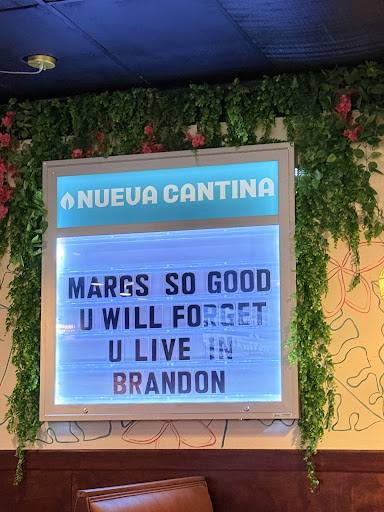 NUEVA CANTINA
MARGS SO GOOD
U WILL FORGET
U LIVE IN
BRANDON